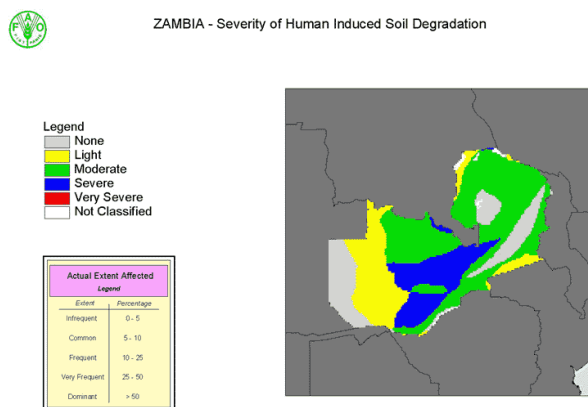 ZAMBIA - Severity of Human Induced Soil Degradation
F A O
Legend
None
Light
Moderate
Severe
Very Severe
Not Classified
Actual Extent Affected
Legend
Extent Percentage
Infrequent 0 - 5
Common 5 - 10
Frequent 10 - 25
Very Frequent 25 - 50
Dominant > 50